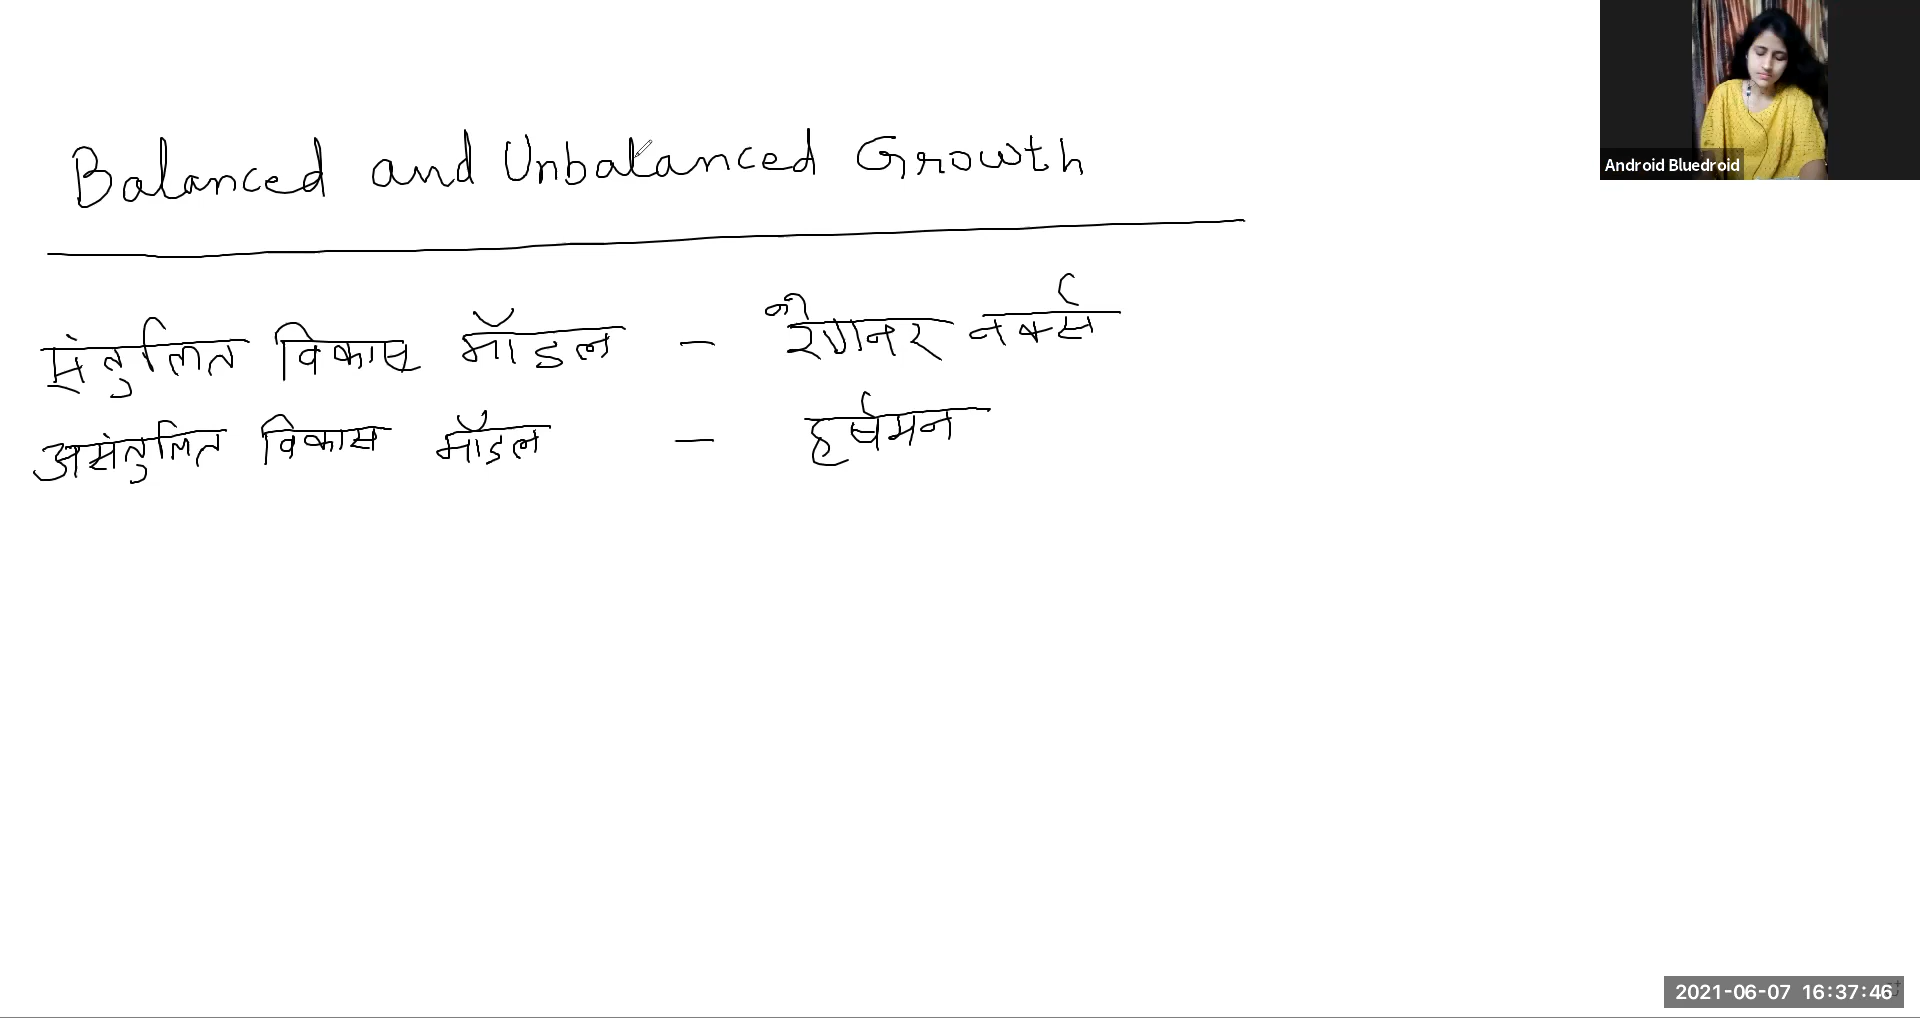 Balanced and Unbalanced Growth
संतुलित विकास मॉडल - रेगनर नर्क्स
असंतुलित विकास मॉडल - हर्षमन
Android Bluedroid
2021-06-07 16:37:46